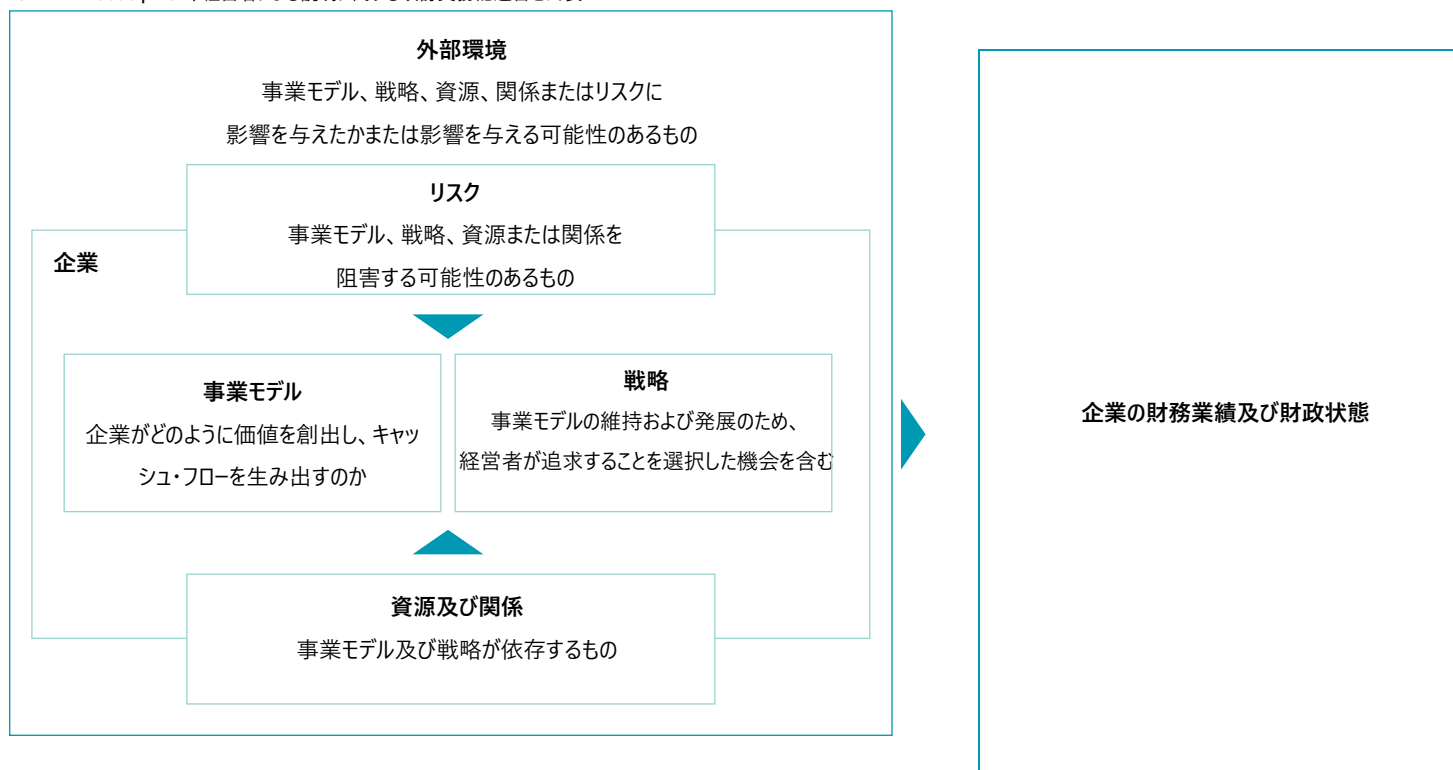 外部環境
事業モデル、戦略、資源、関係またはリスクに
影響を与えたかまたは影響を与える可能性のあるもの
リスク
事業モデル、戦略、資源または関係を
阻害する可能性のあるもの
企業
事業モデル
企業がどのように価値を創出し、キャッ
シュ・フローを生み出すのか
戦略
事業モデルの維持および発展のため、
経営者が追求することを選択した機会を含む
資源及び関係
事業モデル及び戦略が依存するもの
企業の財務業績及び財政状態